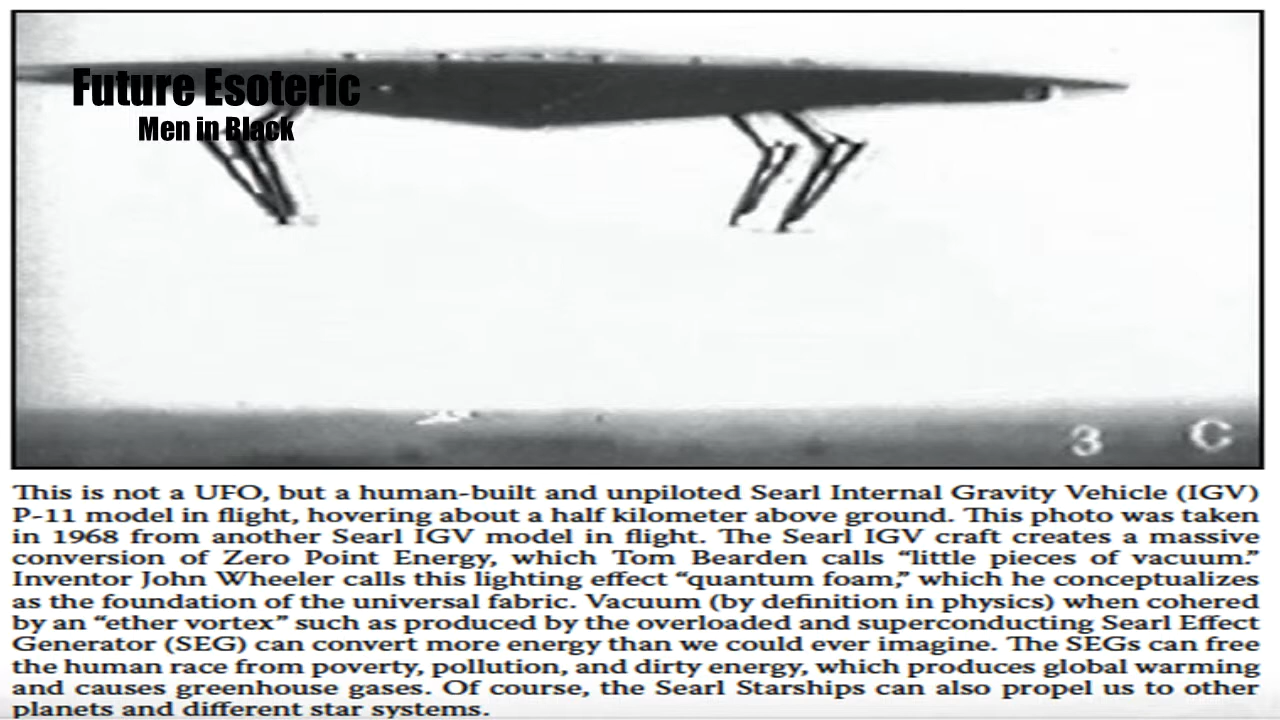 Future Esoteric
Men in Black
3 C
This is not a UFO, but a human-built and unpiloted Searl Internal Gravity Vehicle (IGV)
P-11 model in flight, hovering about a half kilometer above ground. This photo was taken
in 1968 from another Searl IGV model in flight. The Searl IGV craft creates a massive
conversion of Zero Point Energy, which Tom Bearden calls “little pieces of vacuum.”
Inventor John Wheeler calls this lighting effect “quantum foam,” which he conceptualizes
as the foundation of the universal fabric. Vacuum (by definition in physics) when cohered
by an “ether vortex” such as produced by the overloaded and superconducting Searl Effect
Generator (SEG) can convert more energy than we could ever imagine. The SEGs can free
the human race from poverty, pollution, and dirty energy, which produces global warming
and causes greenhouse gases. Of course, the Searl Starships can also propel us to other
planets and different star systems.